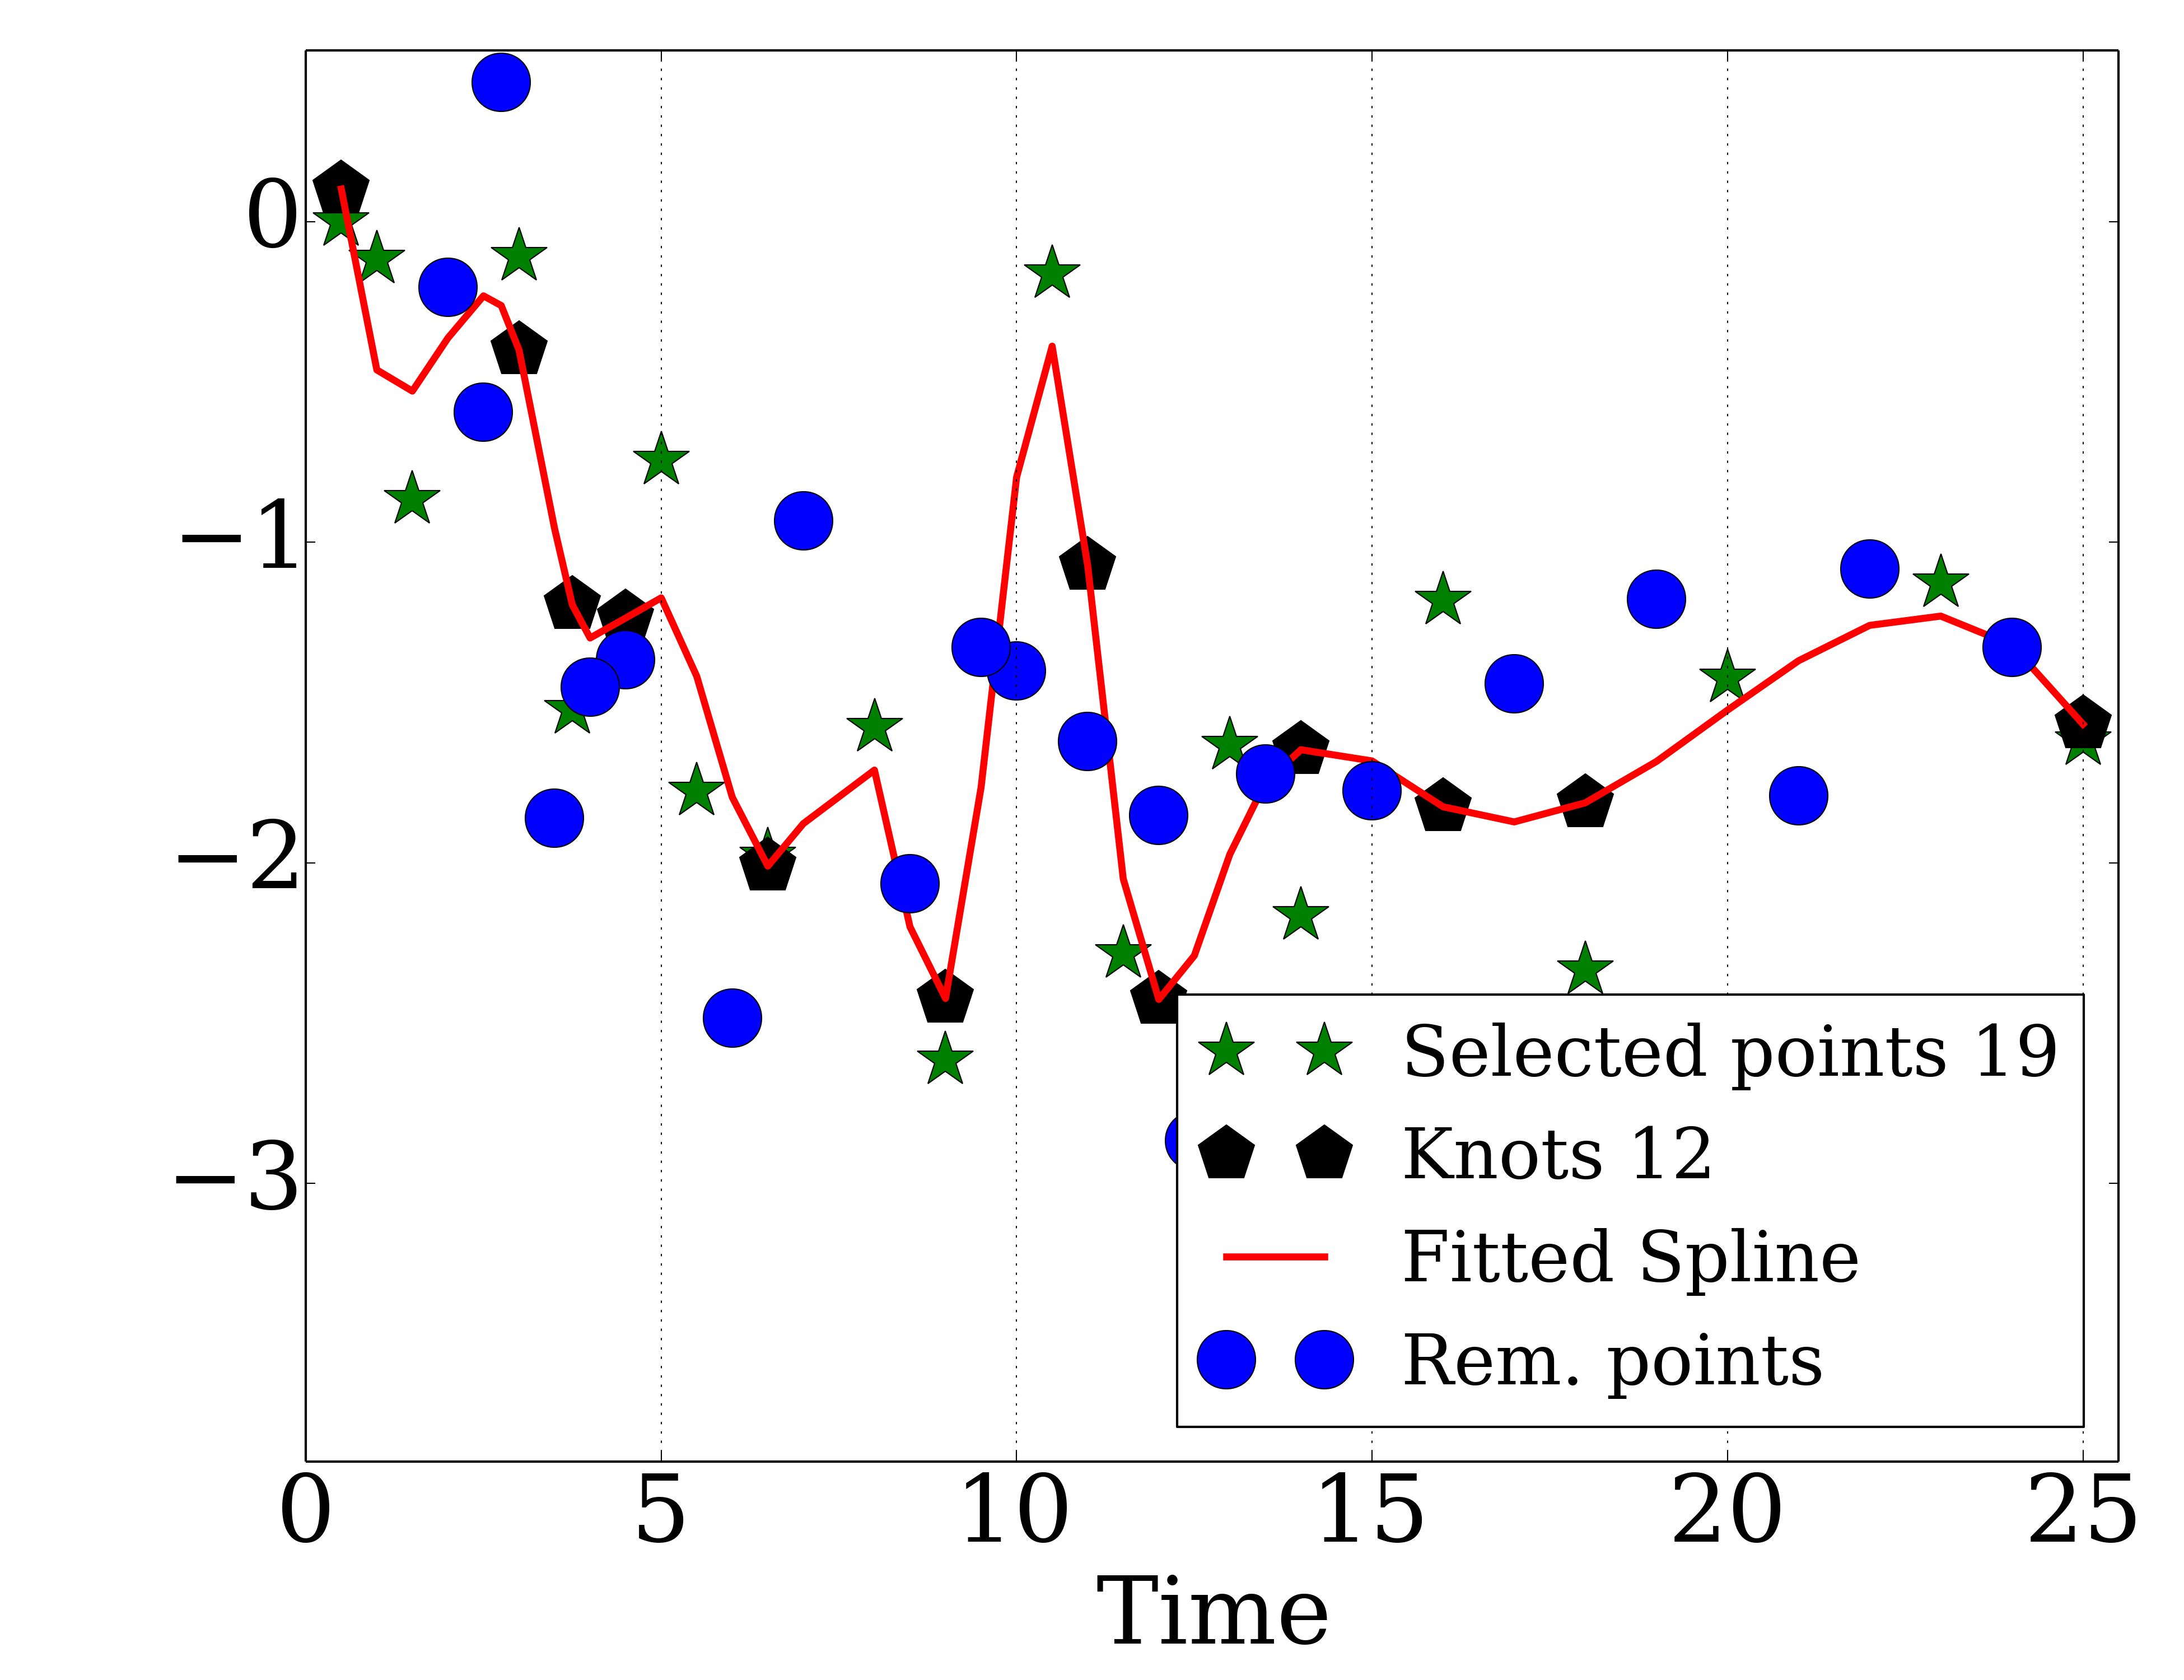 0
−1
−2
−3
0 5 10 15 20 25
Time
Selected points 19
Knots 12
Fitted Spline
Rem. points